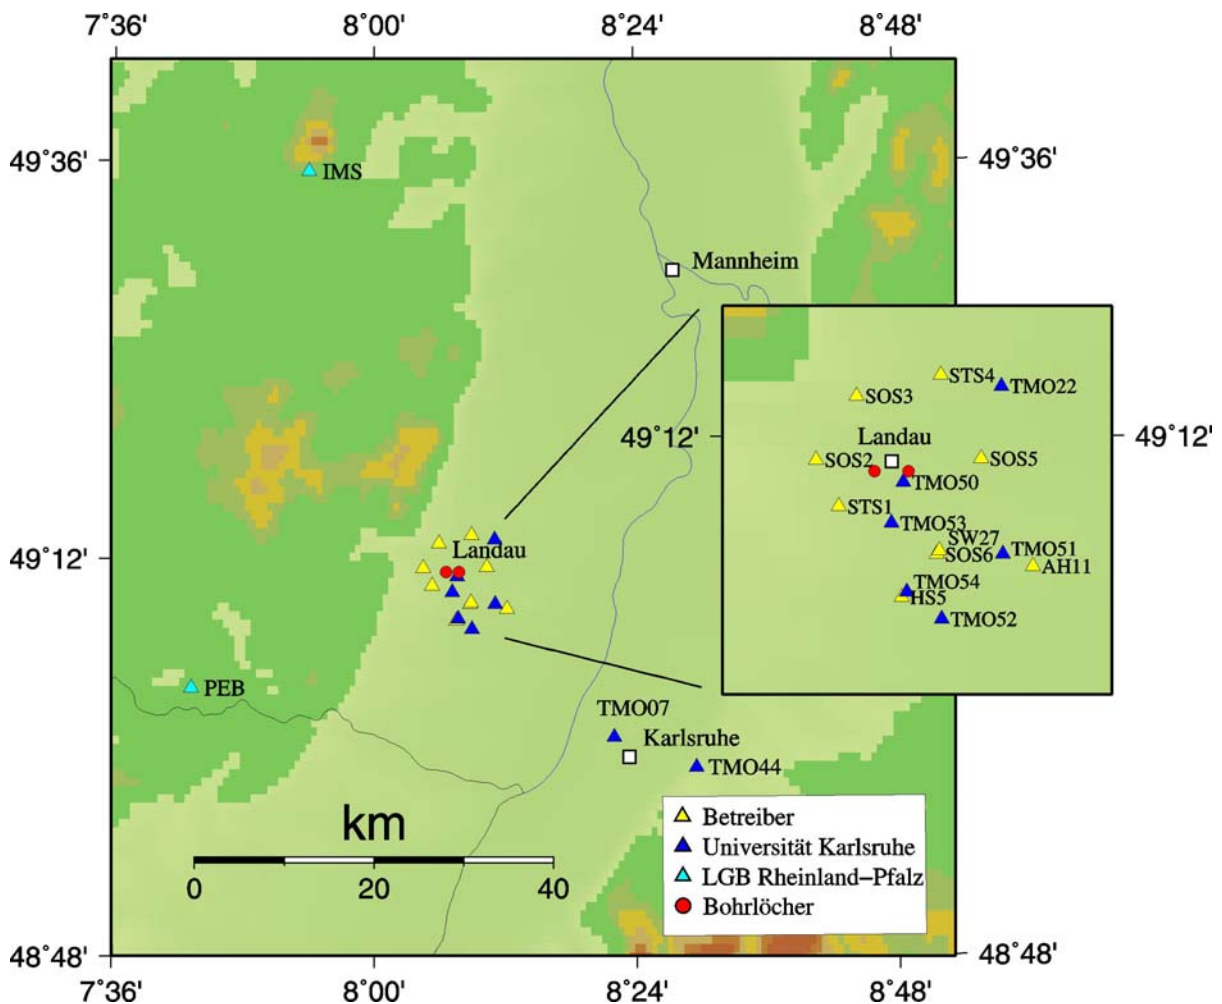 7°36' 8°00' 8°24' 8°48'
49°36' 49°36'
IMS
Mannheim
STS4
TMO22
SOS3
49°12' 49°12'
Landau
SOS2 SOS5
TMO50
STS1
TMO53
SW27
SOS6 TMO51
AH11
TMO54
HS5
TMO52
49°12' Landau
PEB
TMO07
Karlsruhe
TMO44
km
0 20 40
Betreiber
Universität Karlsruhe
LGB Rheinland-Pfalz
Bohrlöcher
48°48' 48°48'
7°36' 8°00' 8°24' 8°48'